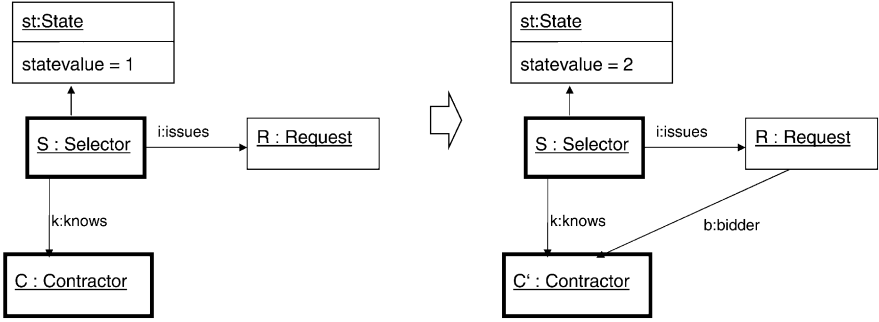 st:State
statevalue = 1
S : Selector
i:issues
R : Request
k:knows
C : Contractor
st:State
statevalue = 2
S : Selector
i:issues
R : Request
k:knows
b:bidder
C‘ : Contractor